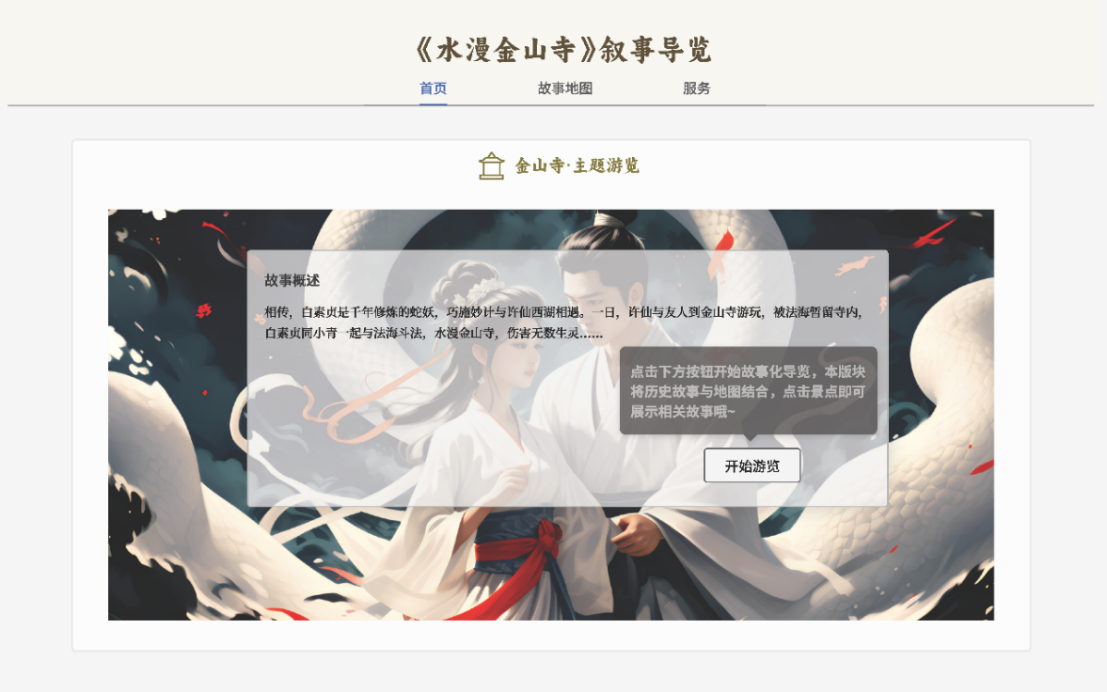 《水漫金山寺》叙事导览
首页 故事地图 服务
金山寺·主题游览
故事概述
相传，白素贞是千年修炼的蛇妖，巧施妙计与许仙西湖相遇。一日，许仙与友人到金山寺游玩，被法海暂留寺内，
白素贞同小青一起与法海斗法，水漫金山寺，伤害无数生灵……
点击下方按钮开始故事化导览，本版块
将历史故事与地图结合，点击景点即可
展示相关故事哦~
开始游览